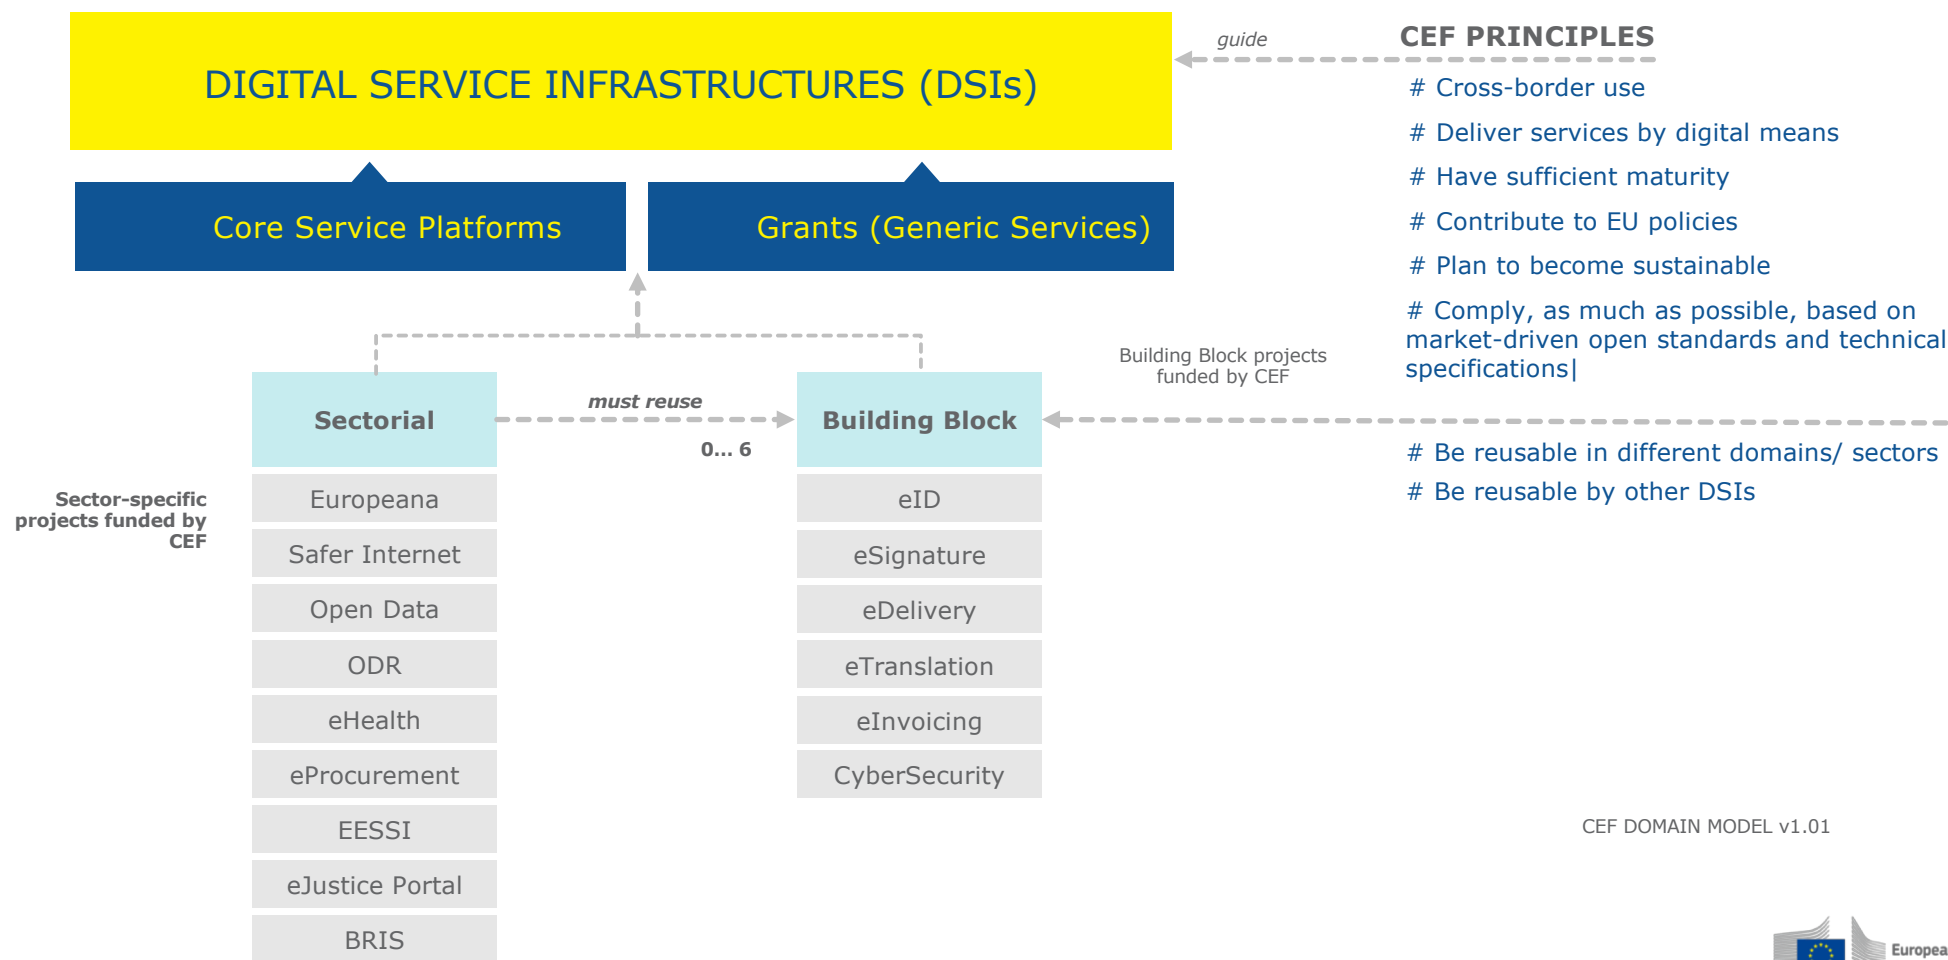 DIGITAL SERVICE INFRASTRUCTURES (DSIs)
guide
CEF PRINCIPLES
# Cross-border use
# Deliver services by digital means
# Have sufficient maturity
# Contribute to EU policies
# Plan to become sustainable
# Comply, as much as possible, based on
market-driven open standards and technical
specifications|
Core Service Platforms
Grants (Generic Services)
Building Block projects
funded by CEF
Sectorial
must reuse
0... 6
Building Block
# Be reusable in different domains/ sectors
# Be reusable by other DSIs
Sector-specific
projects funded by
CEF
Europeana
Safer Internet
Open Data
ODR
eHealth
eProcurement
EESSI
eJustice Portal
BRIS
eID
eSignature
eDelivery
eTranslation
eInvoicing
CyberSecurity
CEF DOMAIN MODEL v1.01
Europea